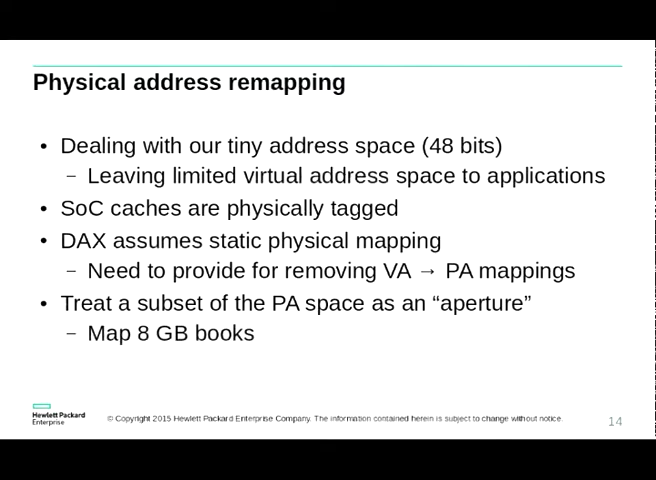 Physical address remapping
• Dealing with our tiny address space (48 bits)
– Leaving limited virtual address space to applications
• SoC caches are physically tagged
• DAX assumes static physical mapping
– Need to provide for removing VA → PA mappings
• Treat a subset of the PA space as an “aperture”
– Map 8 GB books
Hewlett Packard
Enterprise
© Copyright 2015 Hewlett Packard Enterprise Company. The information contained herein is subject to change without notice.
14